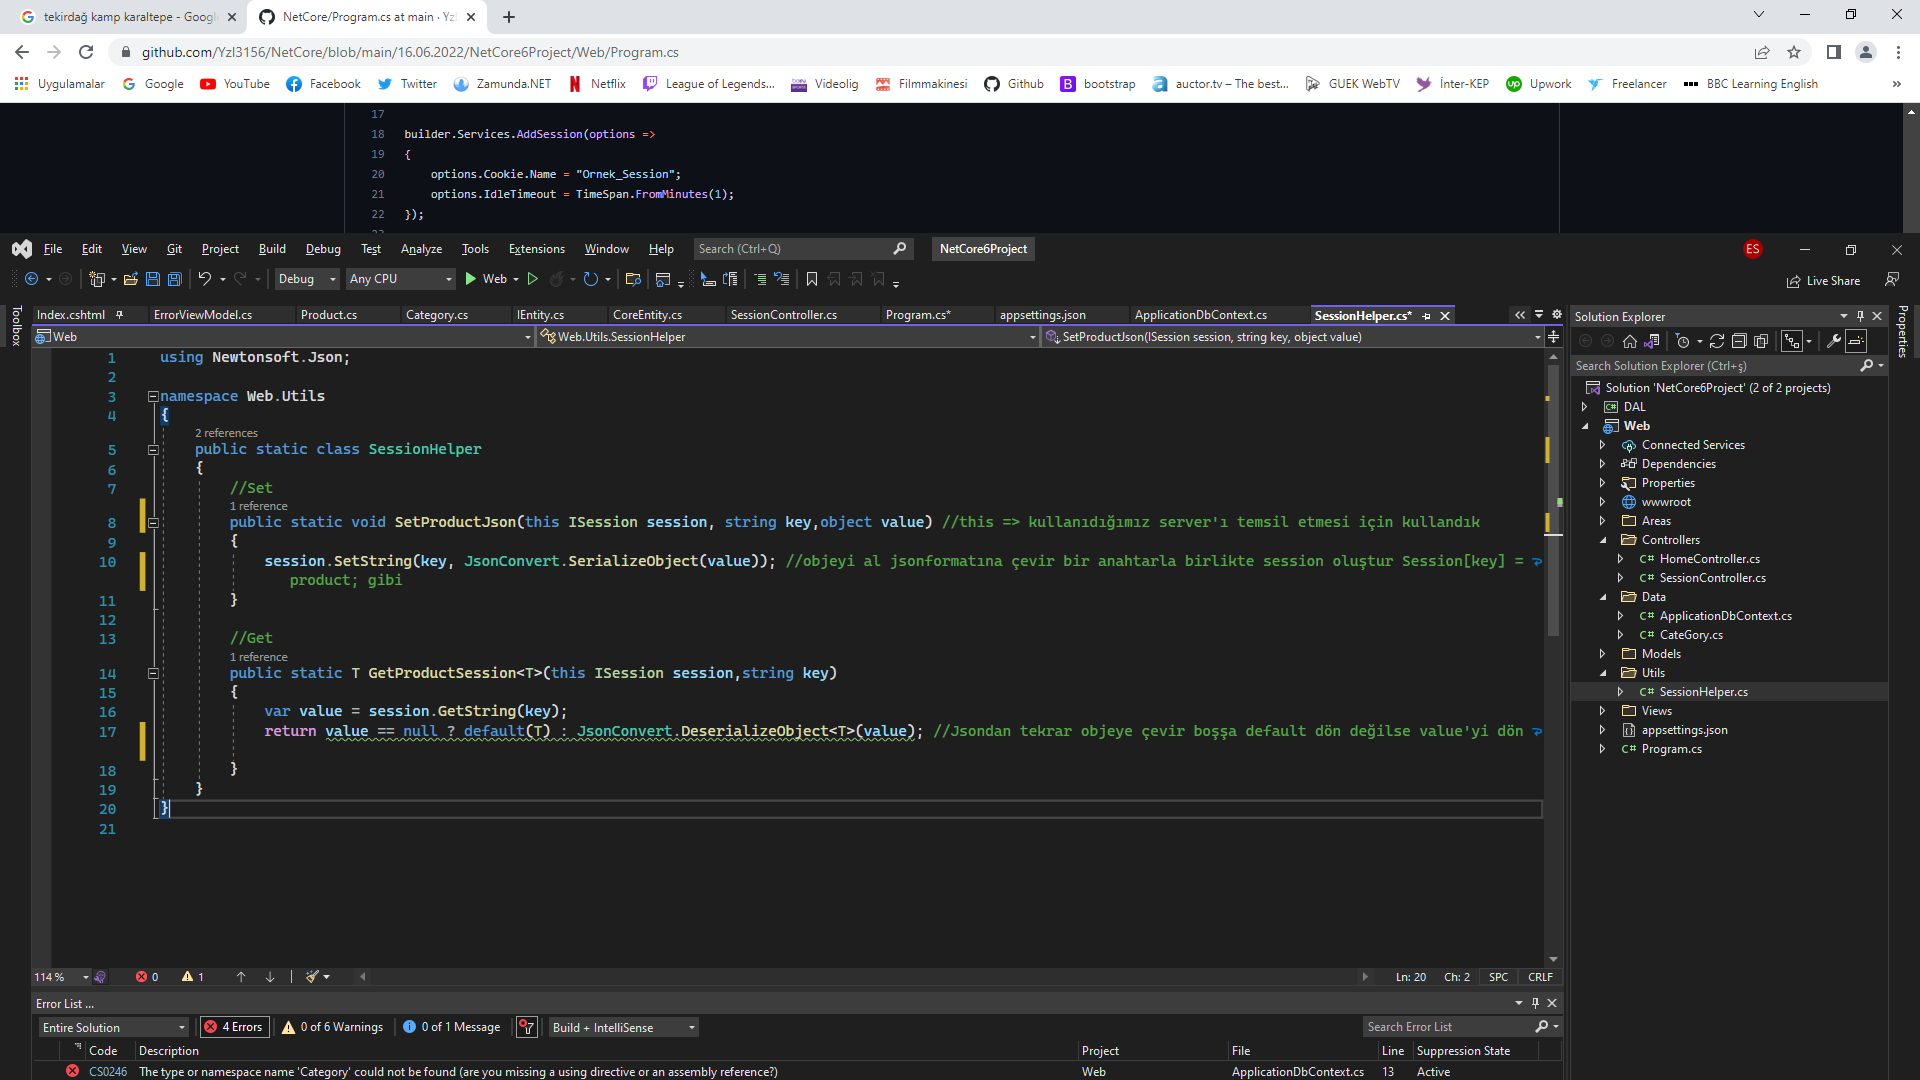 tekirdağ kamp karaltepe - Goog
NetCore/Program.cs at main · Yz
github.com/Yzl3156/NetCore/blob/main/16.06.2022/NetCore6Project/Web/Program.cs
Uygulamalar Google YouTube Facebook Twitter Zamunda.NET Netflix League of Legends... Videolig Filmmakinesi Github bootstrap auctor.tv – The best... GUEK WebTV İnter-KEP Upwork Freelancer BBC Learning English »
17
18 builder.Services.AddSession(options =>
19 {
20 options.Cookie.Name = "Ornek_Session";
21 options.IdleTimeout = TimeSpan.FromMinutes(1);
22 });
File Edit View Git Project Build Debug Test Analyze Tools Extensions Window Help Search (Ctrl+Q) NetCore6Project ES
Debug Any CPU Web Live Share
Toolbox
Index.cshtml ErrorViewModel.cs Product.cs Category.cs IEntity.cs CoreEntity.cs SessionController.cs Program.cs* appsettings.json ApplicationDbContext.cs SessionHelper.cs*
Web Web.Utils.SessionHelper SetProductJson(ISession session, string key, object value)
1 using Newtonsoft.Json;
2
3 namespace Web.Utils
4 {
2 references
5 public static class SessionHelper
6 {
7 //Set
1 reference
8 public static void SetProductJson(this ISession session, string key,object value) //this => kullanıdığımız server'ı temsil etmesi için kullandık
9 {
10 session.SetString(key, JsonConvert.SerializeObject(value)); //objeyi al jsonformatına çevir bir anahtarla birlikte session oluştur Session[key] =
product; gibi
11 }
12
13 //Get
1 reference
14 public static T GetProductSession<T>(this ISession session,string key)
15 {
16 var value = session.GetString(key);
17 return value == null ? default(T) : JsonConvert.DeserializeObject<T>(value); //Jsondan tekrar objeye çevir boşşa default dön değilse value'yi dön
18 }
19 }
20 }
21
114 % 0 1 Ln: 20 Ch: 2 SPC CRLF
Error List ...
Entire Solution 4 Errors 0 of 6 Warnings 0 of 1 Message Build + IntelliSense Search Error List
Code Description Project File Line Suppression State
CS0246 The type or namespace name 'Category' could not be found (are you missing a using directive or an assembly reference?) Web ApplicationDbContext.cs 13 Active
Solution Explorer
Search Solution Explorer (Ctrl+ş)
Solution 'NetCore6Project' (2 of 2 projects)
DAL
Web
Connected Services
Dependencies
Properties
wwwroot
Areas
Controllers
C# HomeController.cs
C# SessionController.cs
Data
C# ApplicationDbContext.cs
C# CateGory.cs
Models
Utils
C# SessionHelper.cs
Views
appsettings.json
C# Program.cs
Properties